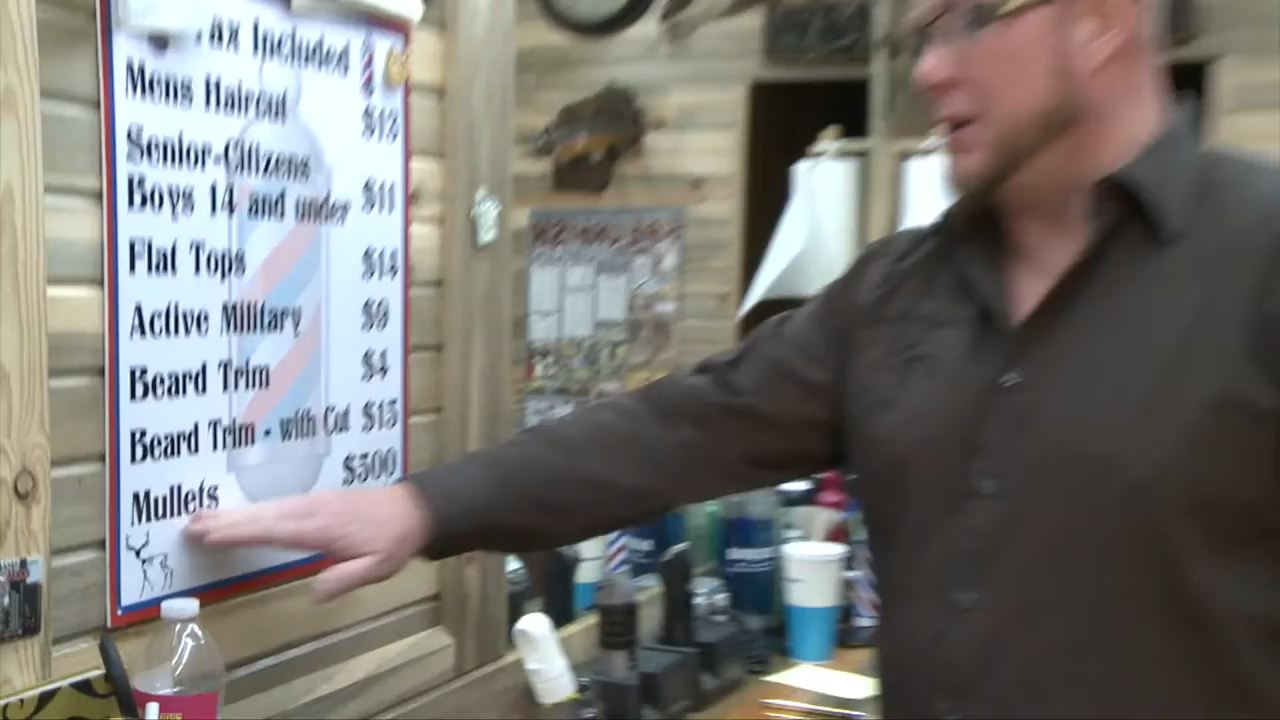 ax Included
Mens Haircut $12
Senior-Citizens
Boys 14 and under $11
Flat Tops $14
Active Military $9
Beard Trim $4
Beard Trim - with Cut $15
Mullets $500